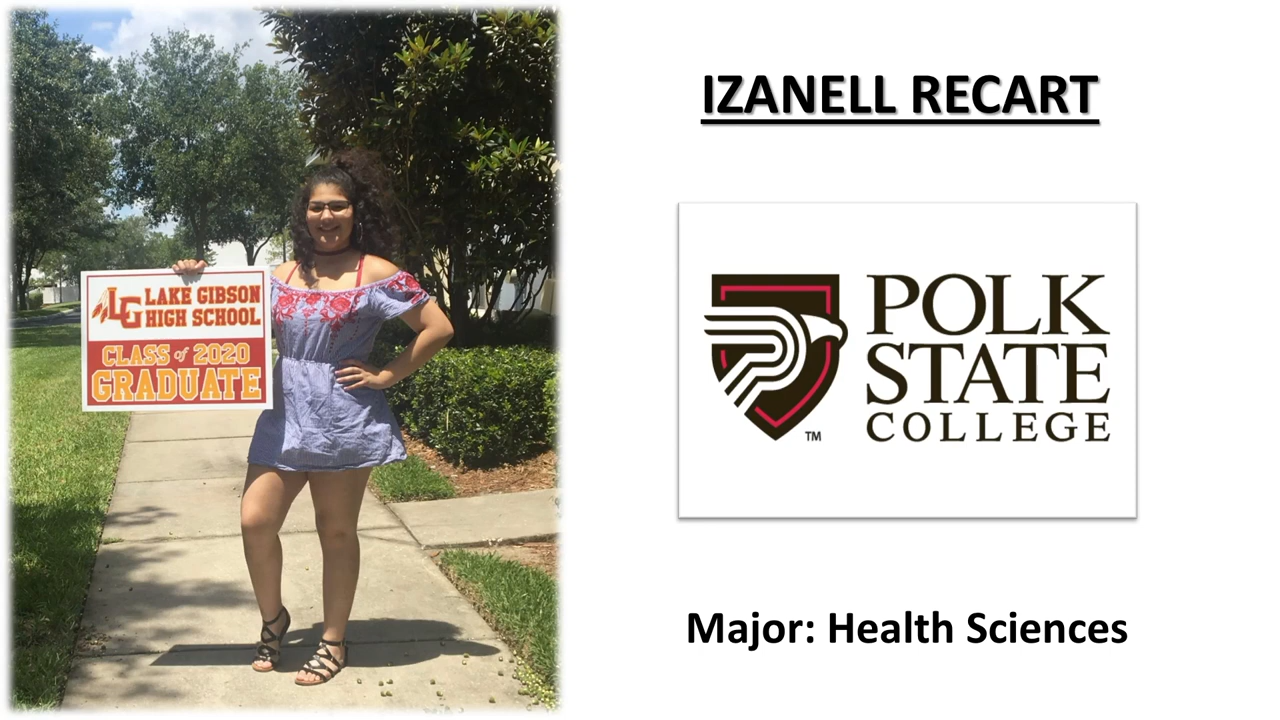 IZANELL RECART
LG LAKE GIBSON
HIGH SCHOOL
CLASS of 2020
GRADUATE
POLK
STATE
COLLEGE
TM
Major: Health Sciences